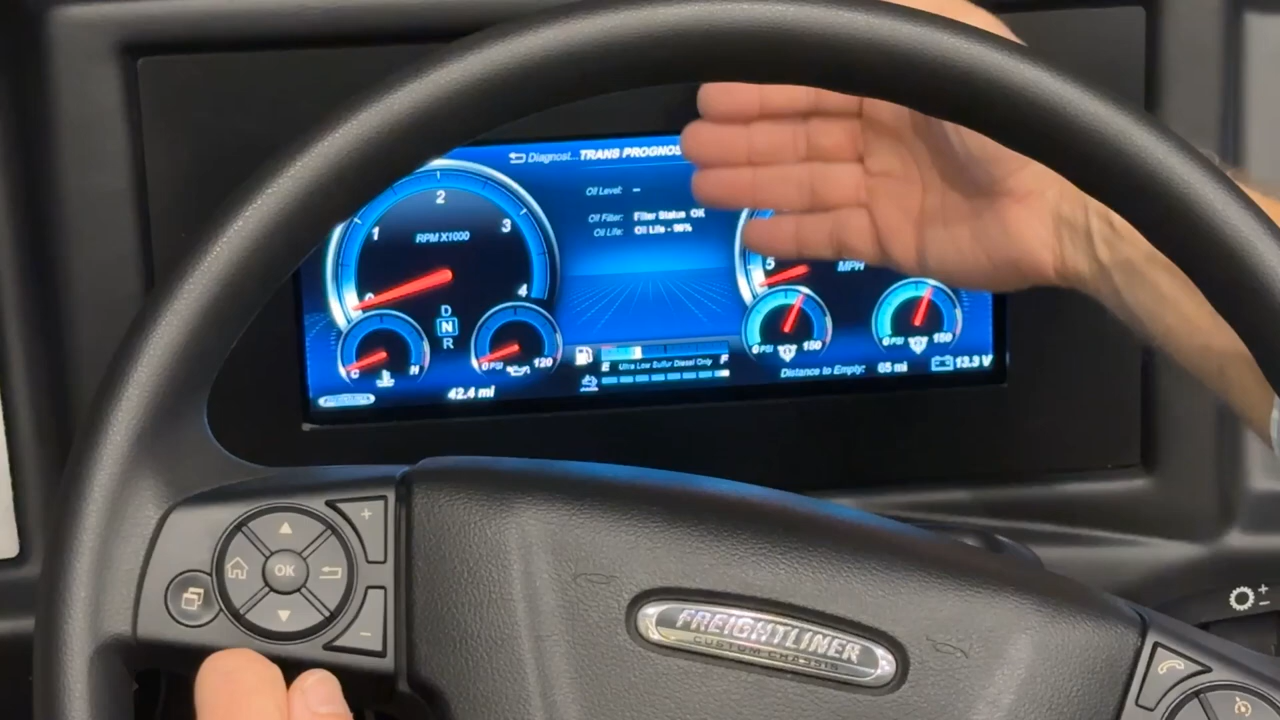 Diagnost... TRANS PROGNOS
Oil Level: --
Oil Filter: Filter Status OK
Oil Life: Oil Life - 99%
0 1 2 3 4
RPM X1000
D
N
R
5
MPH
C H
0 PSI 120
E Ultra Low Sulfur Diesel Only F
0 PSI 150
0 PSI 150
FREIGHTLINER
42.4 mi
Distance to Empty: 65 mi
13.3 V
+
OK
-
FREIGHTLINER
CUSTOM CHASSIS
+
-